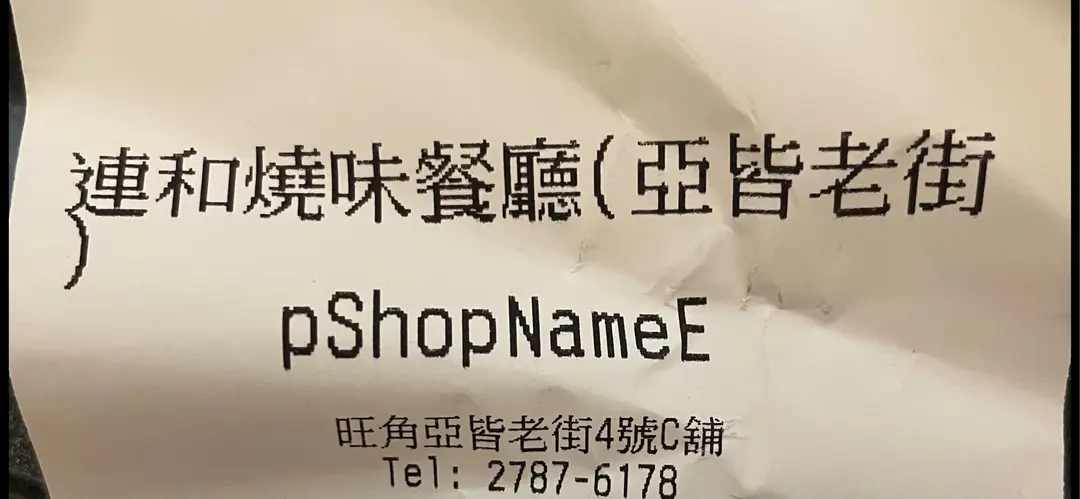 連和燒味餐廳(亞皆老街
)
pShopNameE
旺角亞皆老街4號C舖
Tel: 2787-6178